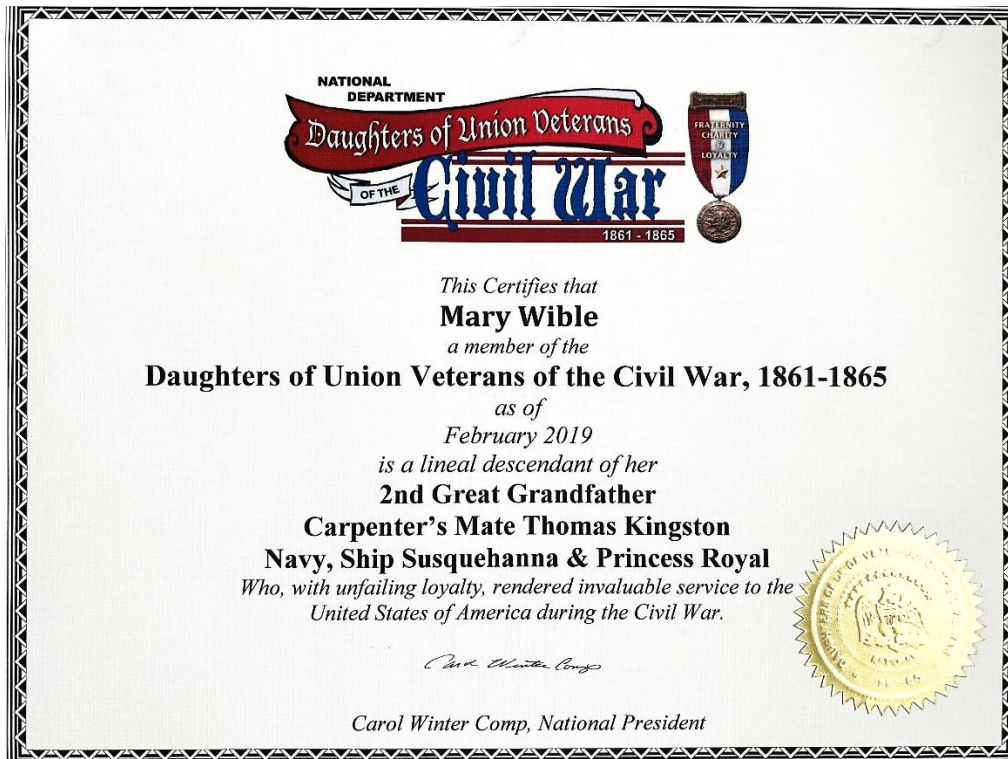 NATIONAL
DEPARTMENT
Daughters of Union Veterans
OF THE
Civil War
1861 - 1865
FRATERNITY
CHARITY
&
LOYALTY
This Certifies that
Mary Wible
a member of the
Daughters of Union Veterans of the Civil War, 1861-1865
as of
February 2019
is a lineal descendant of her
2nd Great Grandfather
Carpenter's Mate Thomas Kingston
Navy, Ship Susquehanna & Princess Royal
Who, with unfailing loyalty, rendered invaluable service to the
United States of America during the Civil War.
Carol Winter Comp
Carol Winter Comp, National President